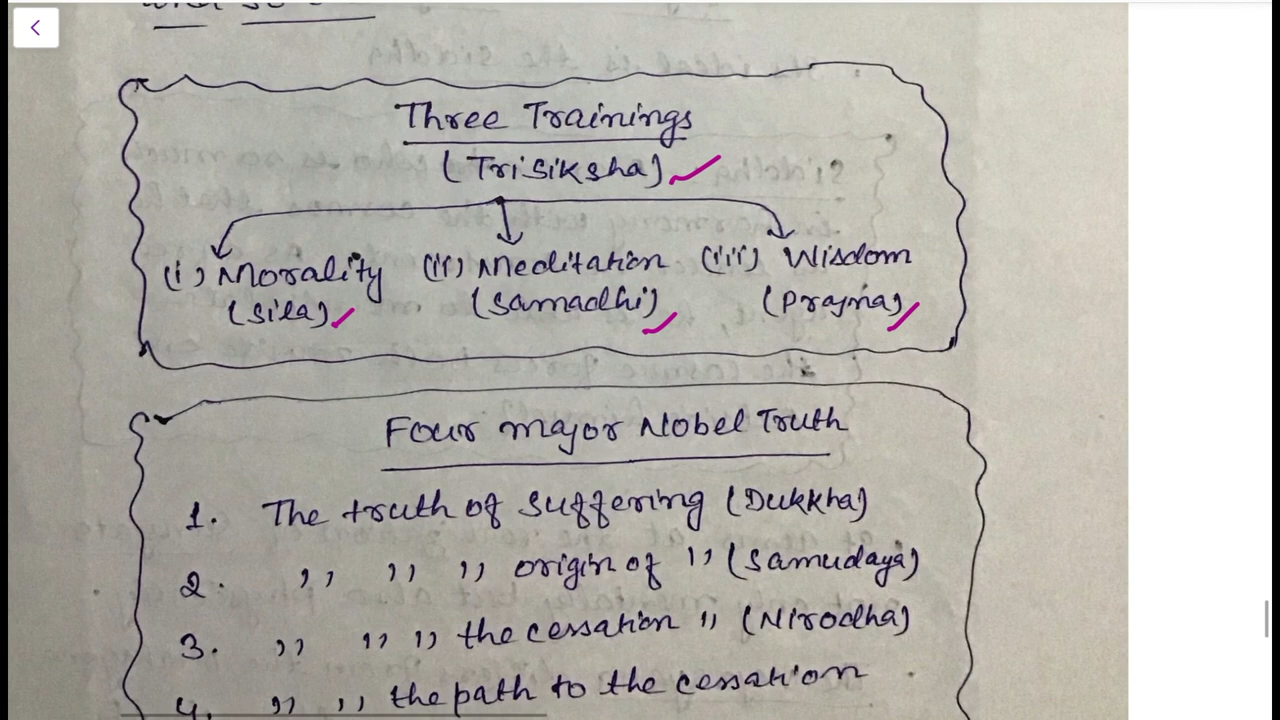 Three Trainings
(Trisiksha)
(i) Morality (ii) Meditation (iii) Wisdom
(Sila) (Samadhi) (Prajna)
Four major Nobel Truth
1. The truth of suffering (Dukkha)
2. ,, ,, ,, origin of ,, (Samudaya)
3. ,, ,, ,, the cessation ,, (Nirodha)
4. ,, ,, the path to the cessation